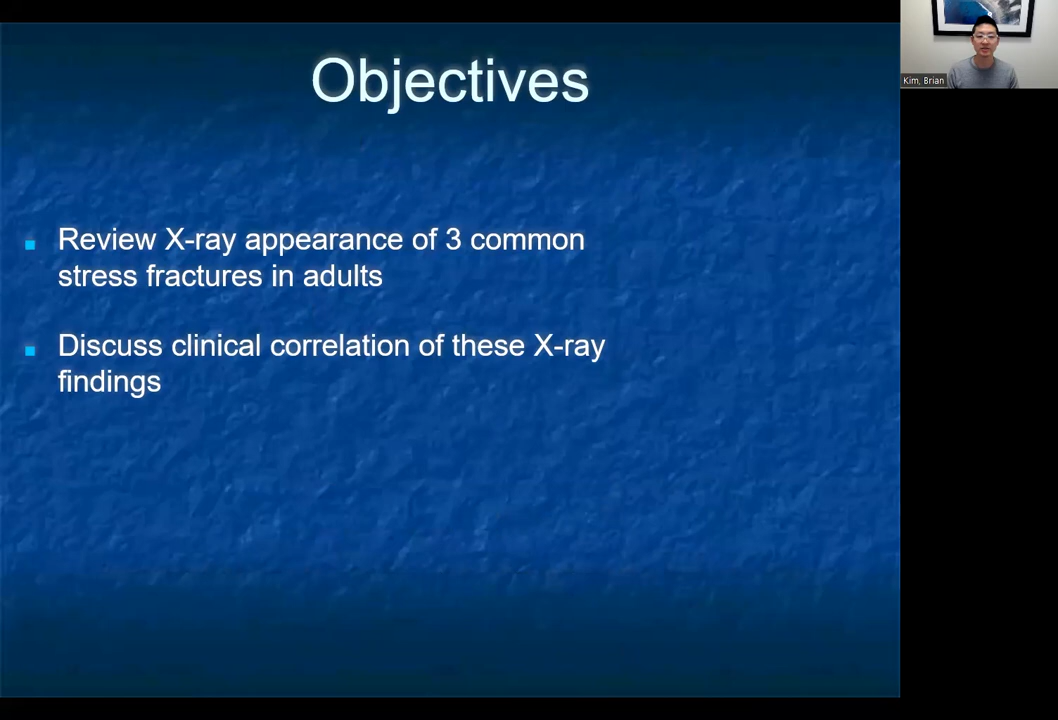 Objectives
Review X-ray appearance of 3 common
stress fractures in adults
Discuss clinical correlation of these X-ray
findings
Kim, Brian